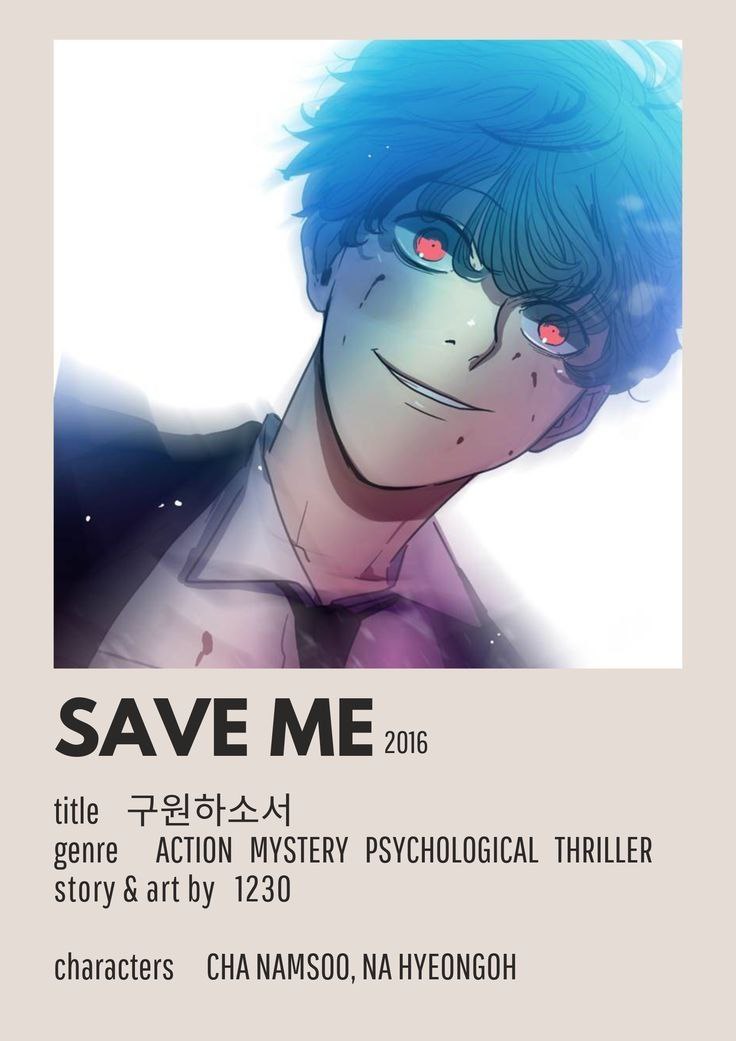 SAVE ME 2016
title 구원하소서
genre ACTION MYSTERY PSYCHOLOGICAL THRILLER
story & art by 1230
characters CHA NAMSOO, NA HYEONGOH